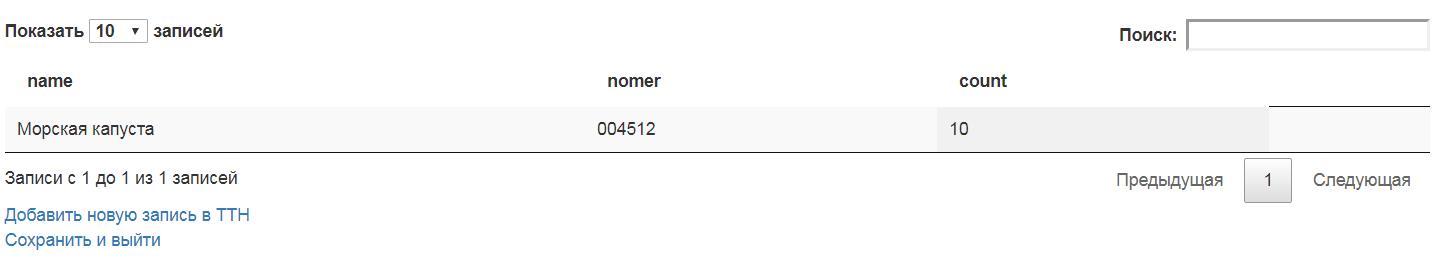 Показать 10 записей Поиск:
name nomer count
Морская капуста 004512 10
Записи с 1 до 1 из 1 записей Предыдущая 1 Следующая
Добавить новую запись в ТТН
Сохранить и выйти